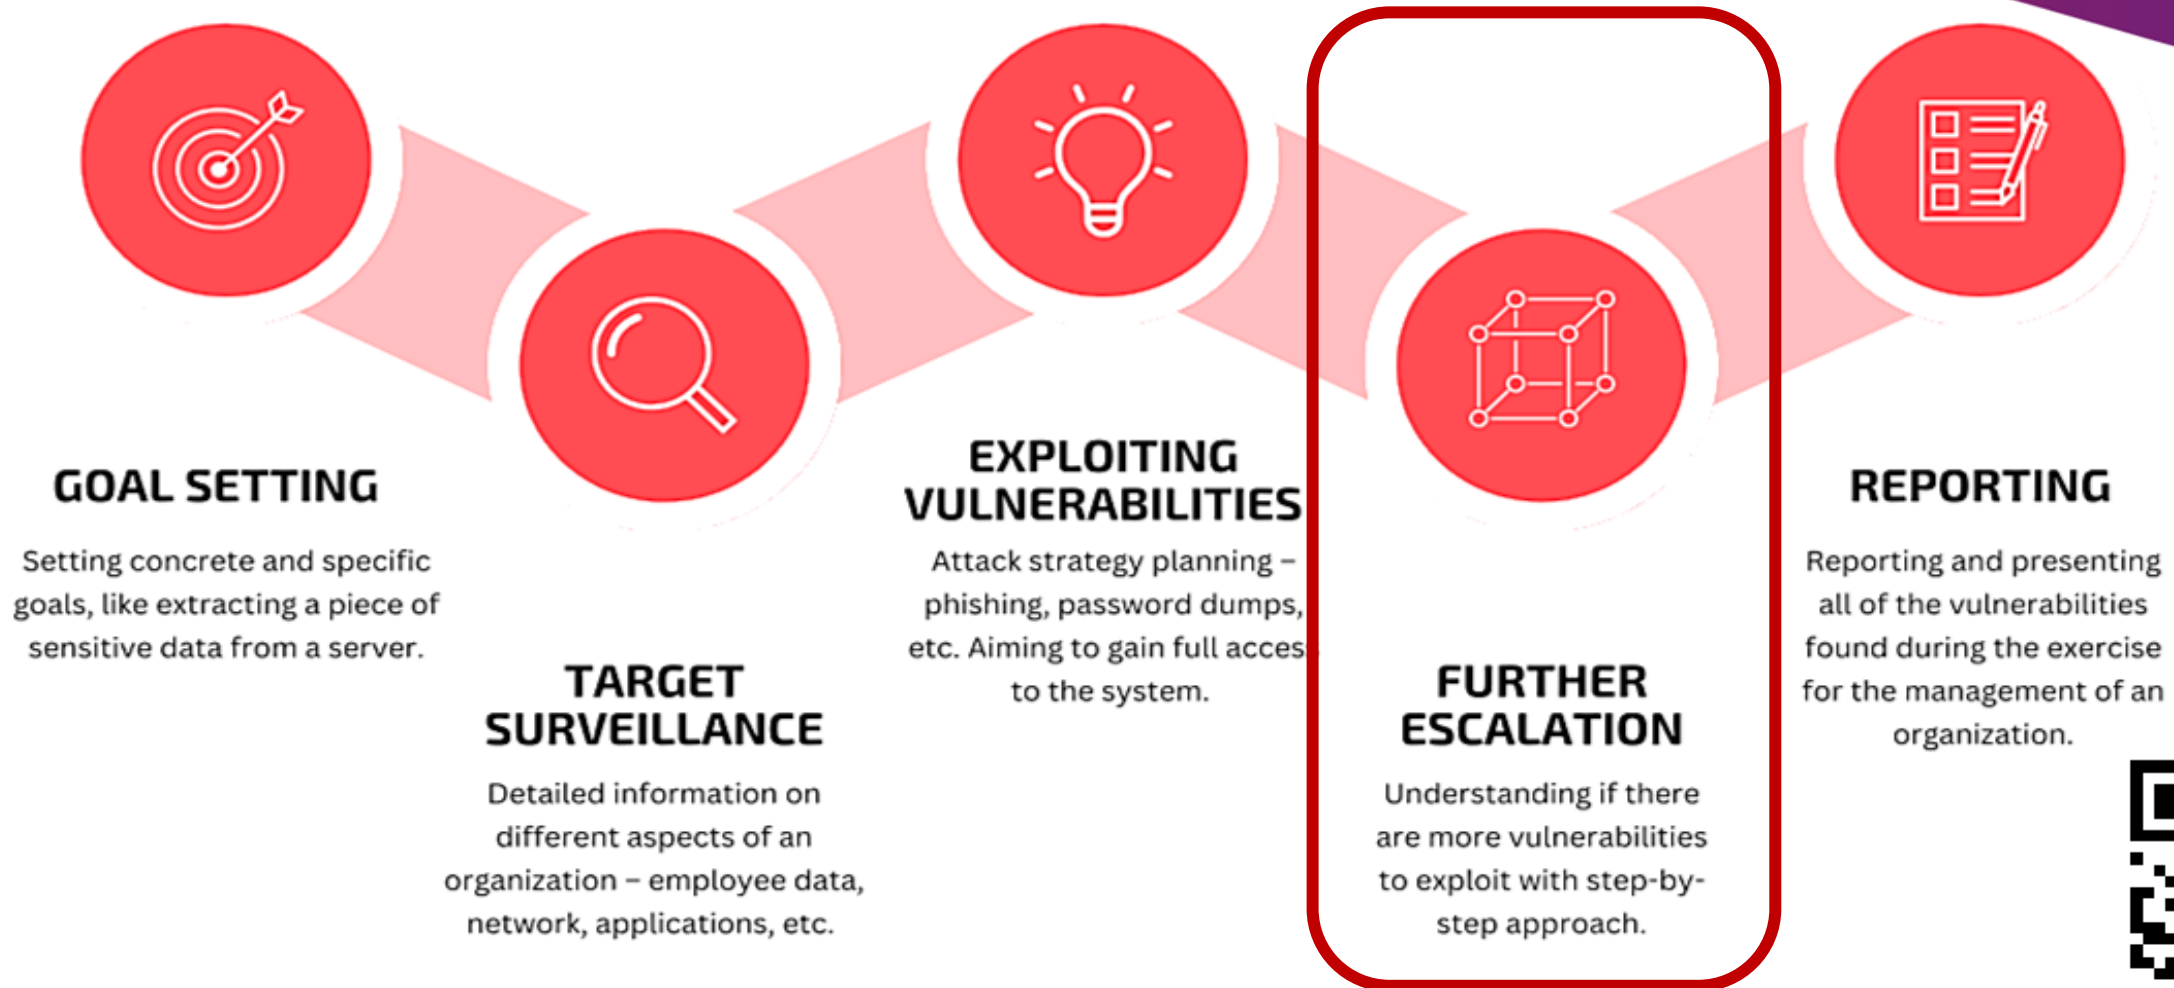 GOAL SETTING
Setting concrete and specific
goals, like extracting a piece of
sensitive data from a server.
TARGET
SURVEILLANCE
Detailed information on
different aspects of an
organization – employee data,
network, applications, etc.
EXPLOITING
VULNERABILITIES
Attack strategy planning –
phishing, password dumps,
etc. Aiming to gain full access
to the system.
FURTHER
ESCALATION
Understanding if there
are more vulnerabilities
to exploit with step-by-
step approach.
REPORTING
Reporting and presenting
all of the vulnerabilities
found during the exercise
for the management of an
organization.